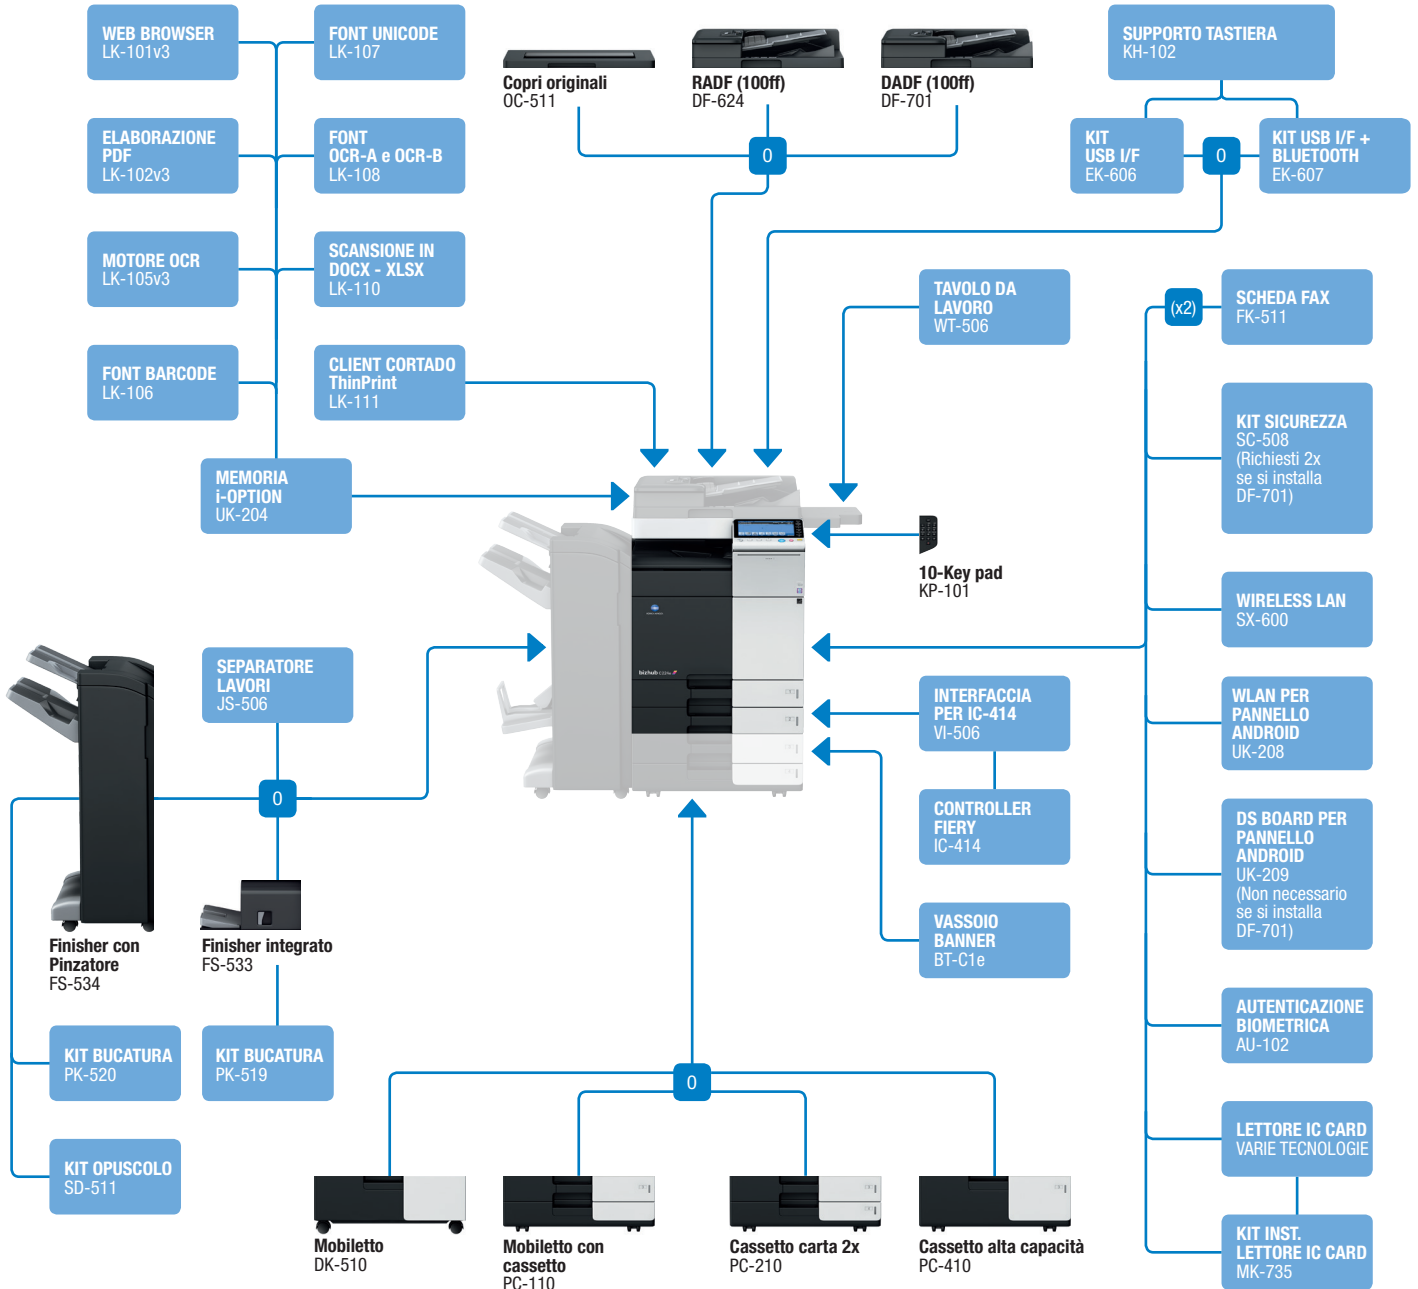 WEB BROWSER
LK-101v3
FONT UNICODE
LK-107
ELABORAZIONE
PDF
LK-102v3
FONT
OCR-A e OCR-B
LK-108
MOTORE OCR
LK-105v3
SCANSIONE IN
DOCX - XLSX
LK-110
FONT BARCODE
LK-106
CLIENT CORTADO
ThinPrint
LK-111
MEMORIA
i-OPTION
UK-204
Copri originali
OC-511
RADF (100ff)
DF-624
DADF (100ff)
DF-701
0
SUPPORTO TASTIERA
KH-102
KIT
USB I/F
EK-606
0
KIT USB I/F +
BLUETOOTH
EK-607
TAVOLO DA
LAVORO
WT-506
(x2)
SCHEDA FAX
FK-511
KIT SICUREZZA
SC-508
(Richiesti 2x
se si installa
DF-701)
10-Key pad
KP-101
WIRELESS LAN
SX-600
bizhub
SEPARATORE
LAVORI
JS-506
0
INTERFACCIA
PER IC-414
VI-506
WLAN PER
PANNELLO
ANDROID
UK-208
CONTROLLER
FIERY
IC-414
DS BOARD PER
PANNELLO
ANDROID
UK-209
(Non necessario
se si installa
DF-701)
Finisher con
Pinzatore
FS-534
Finisher integrato
FS-533
VASSOIO
BANNER
BT-C1e
AUTENTICAZIONE
BIOMETRICA
AU-102
KIT BUCATURA
PK-520
KIT BUCATURA
PK-519
0
KIT OPUSCOLO
SD-511
LETTORE IC CARD
VARIE TECNOLOGIE
Mobiletto
DK-510
Mobiletto con
cassetto
PC-110
Cassetto carta 2x
PC-210
Cassetto alta capacità
PC-410
KIT INST.
LETTORE IC CARD
MK-735